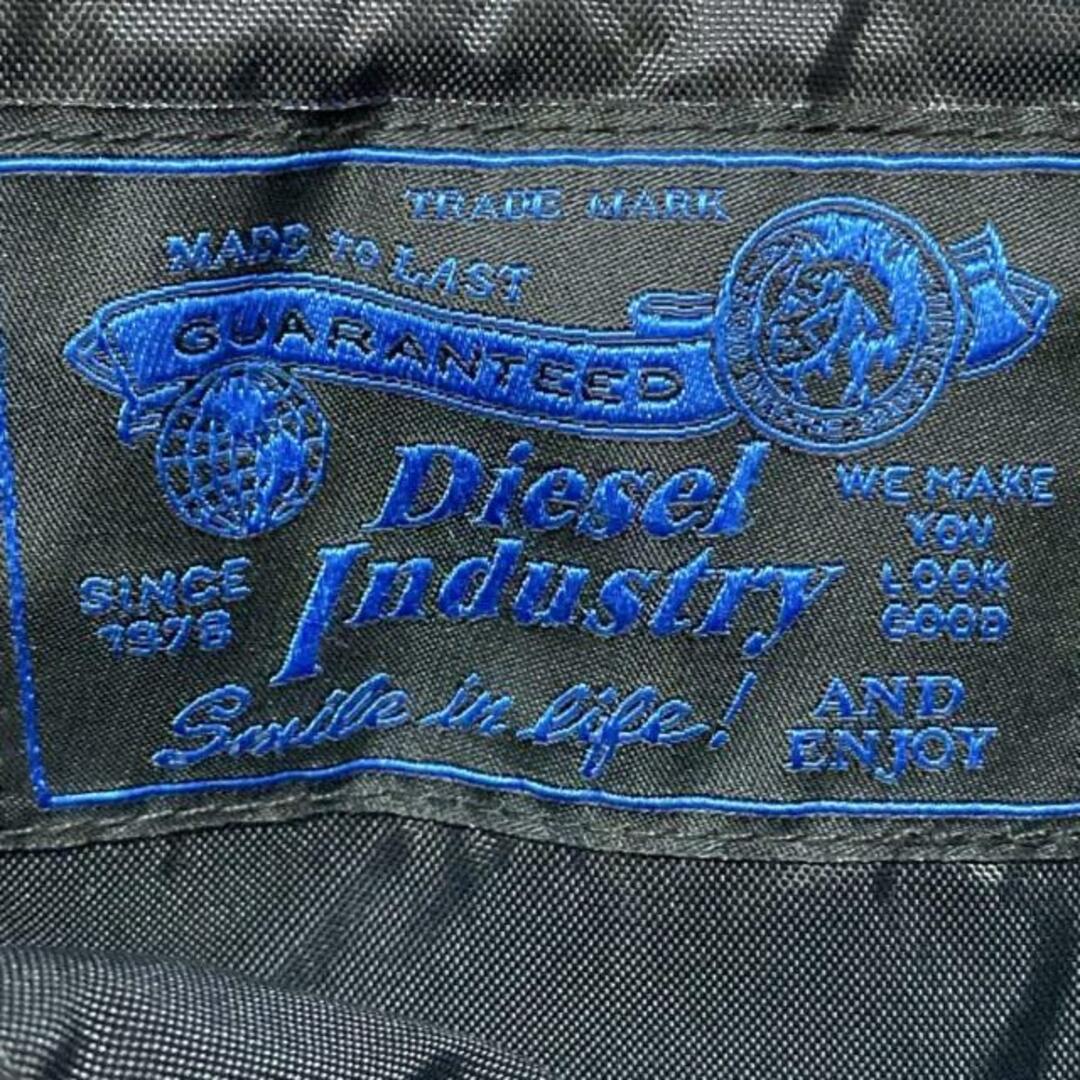 TRADE MARK
MADE TO LAST
GUARANTEED
Diesel
Industry
SINCE
1978
WE MAKE
YOU
LOOK
GOOD
Smile in life!
AND
ENJOY